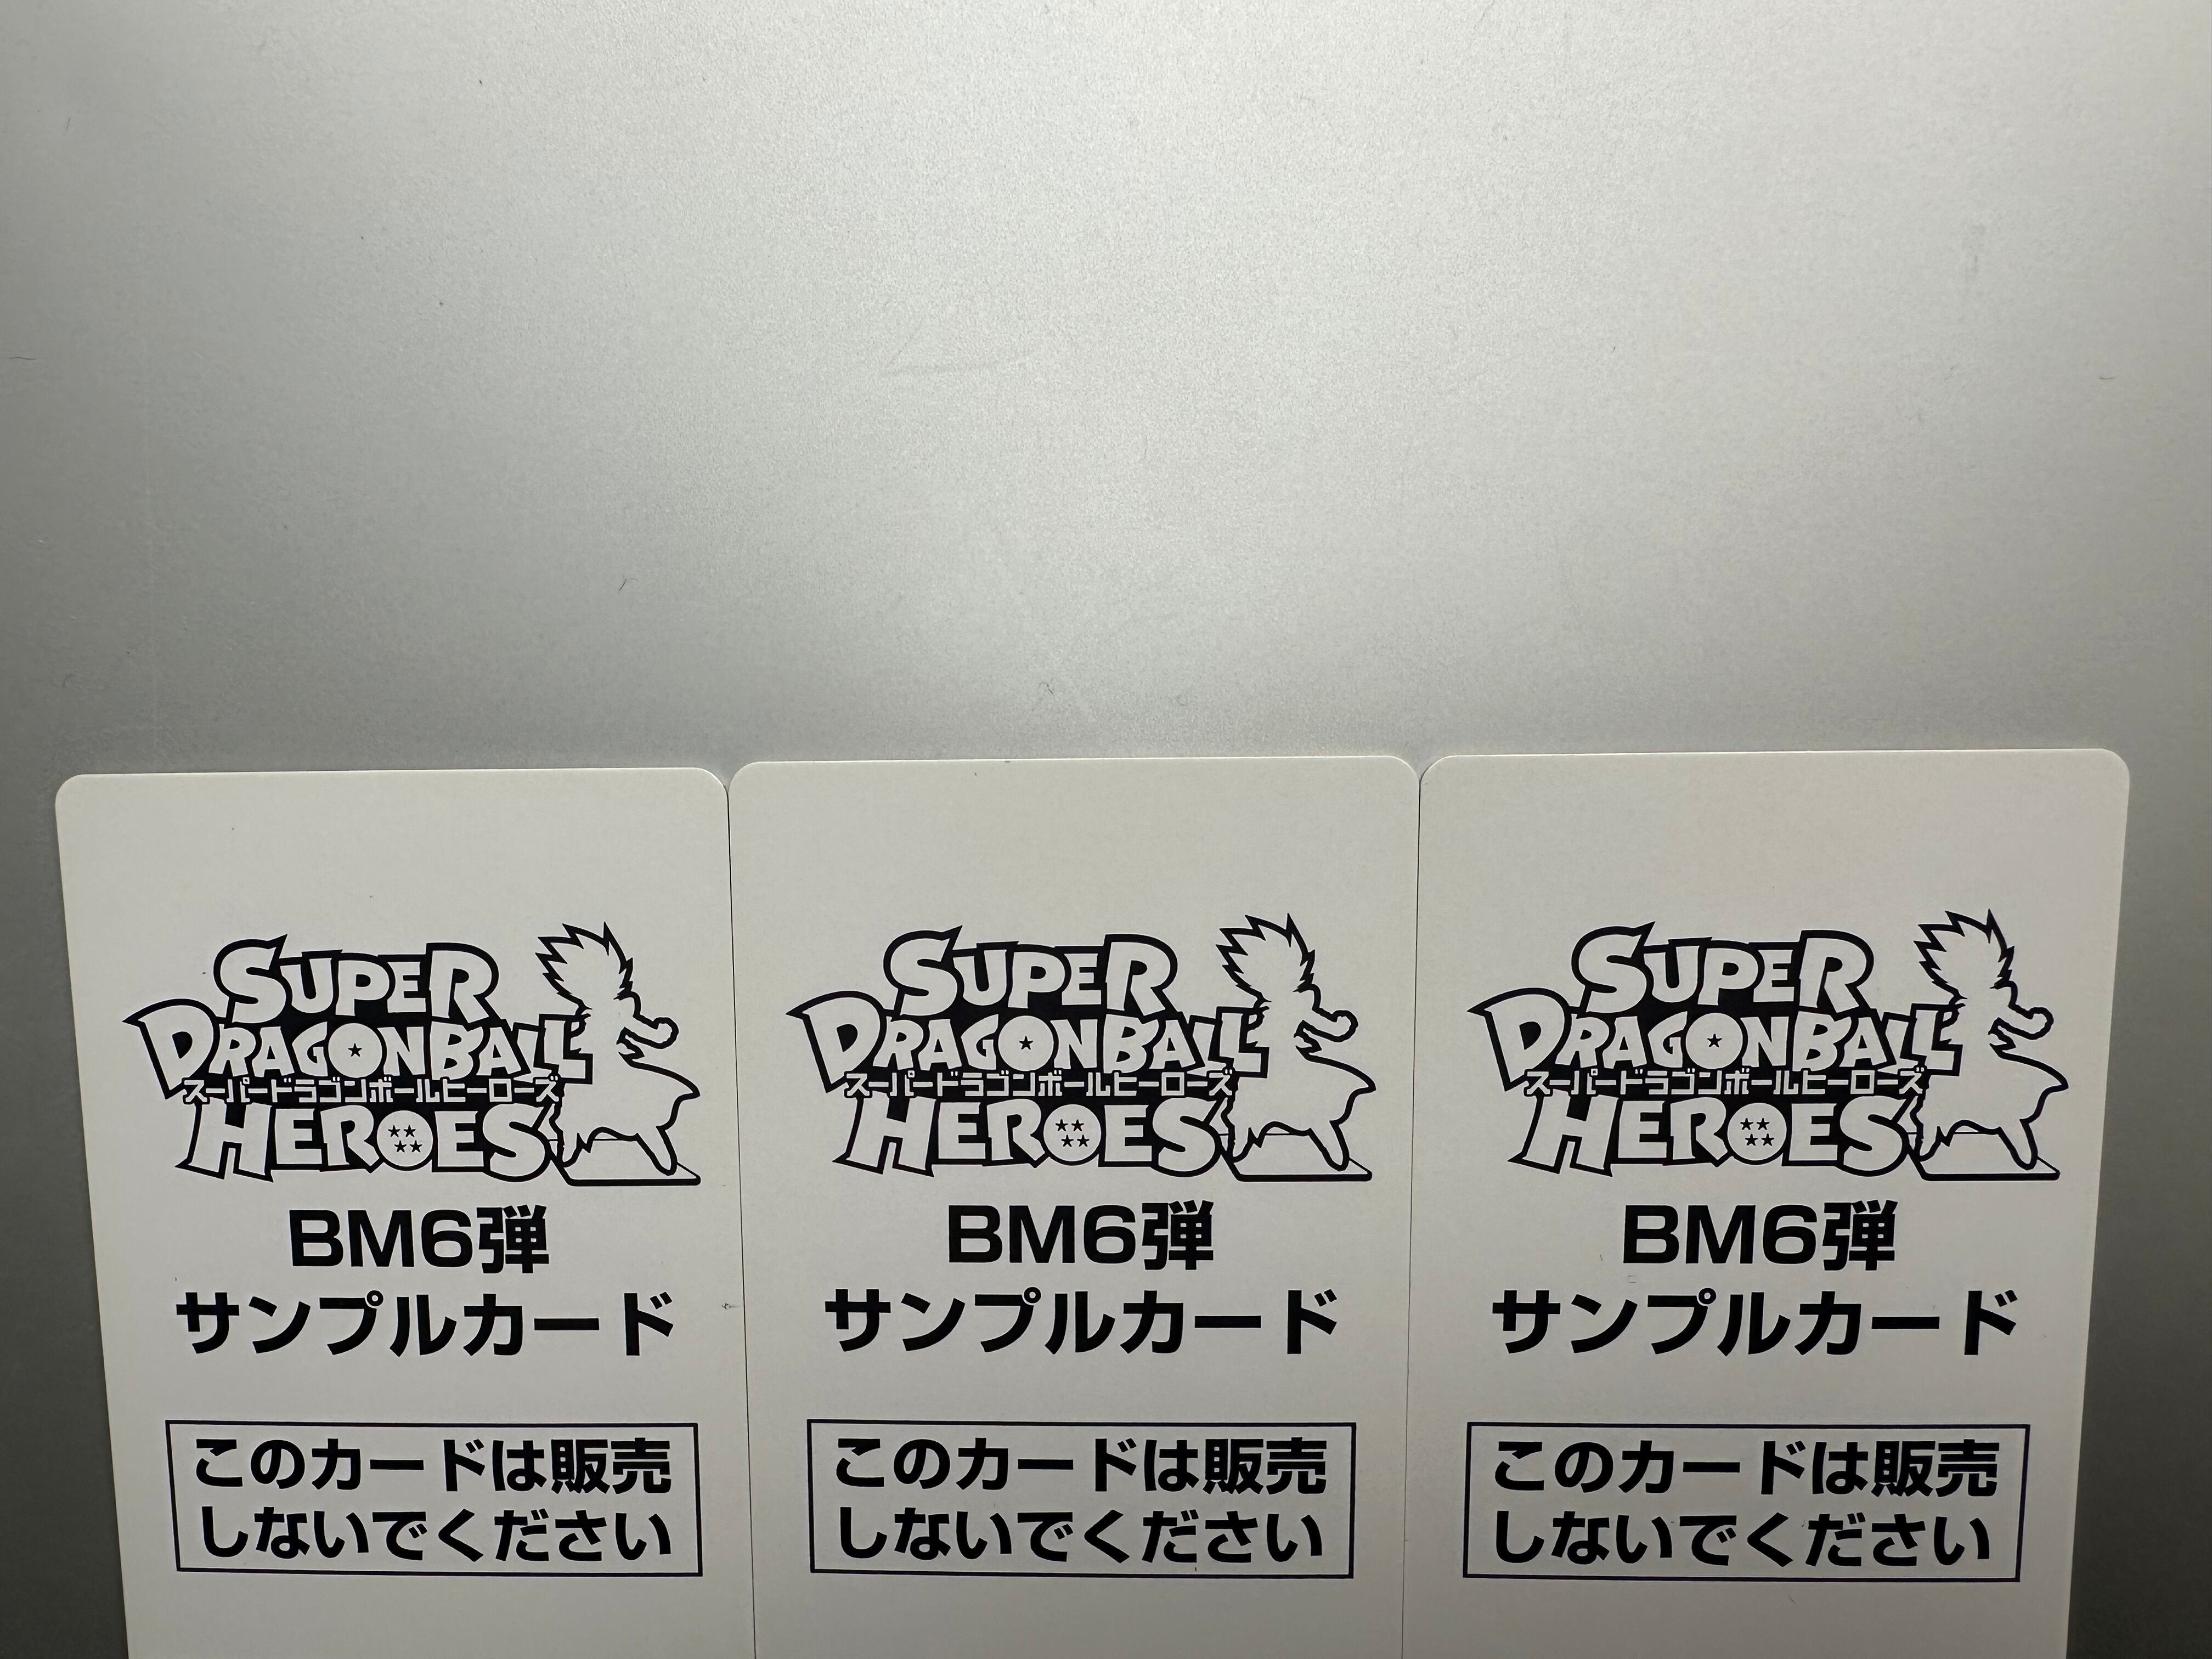 SUPER
DRAGONBALL
スーパードラゴンボールヒーローズ
HEROES
BM6弾
サンプルカード
このカードは販売
しないでください
SUPER
DRAGONBALL
スーパードラゴンボールヒーローズ
HEROES
BM6弾
サンプルカード
このカードは販売
しないでください
SUPER
DRAGONBALL
スーパードラゴンボールヒーローズ
HEROES
BM6弾
サンプルカード
このカードは販売
しないでください